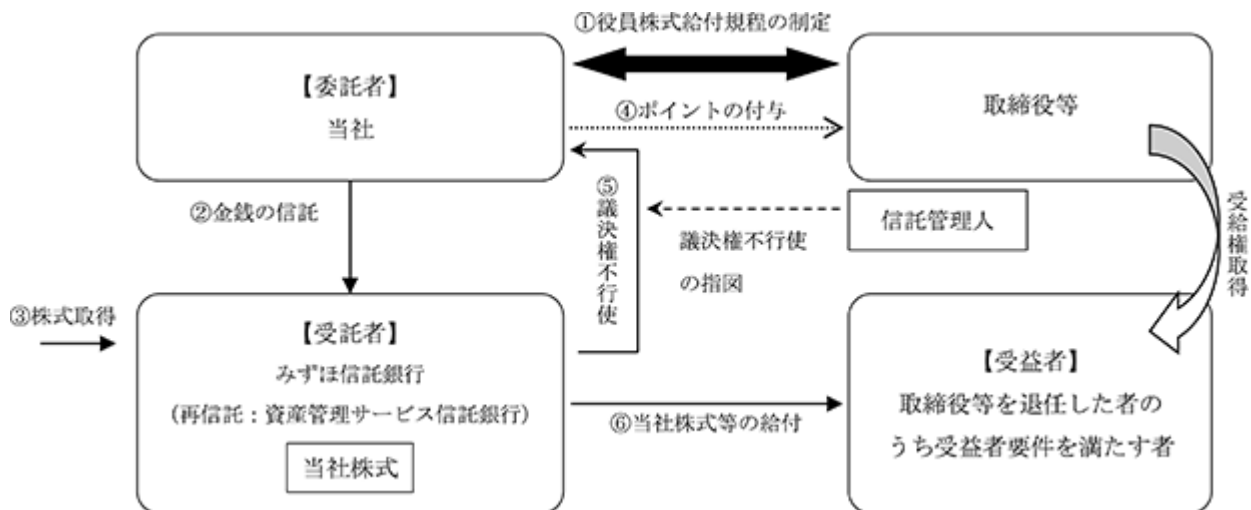 ①役員株式給付規程の制定
【委託者】
当社
④ポイントの付与
取締役等
②金銭の信託
⑤議決権不行使
議決権不行使
の指図
信託管理人
受給権取得
③株式取得
【受託者】
みずほ信託銀行
（再信託：資産管理サービス信託銀行）
当社株式
⑥当社株式等の給付
【受益者】
取締役等を退任した者の
うち受益者要件を満たす者